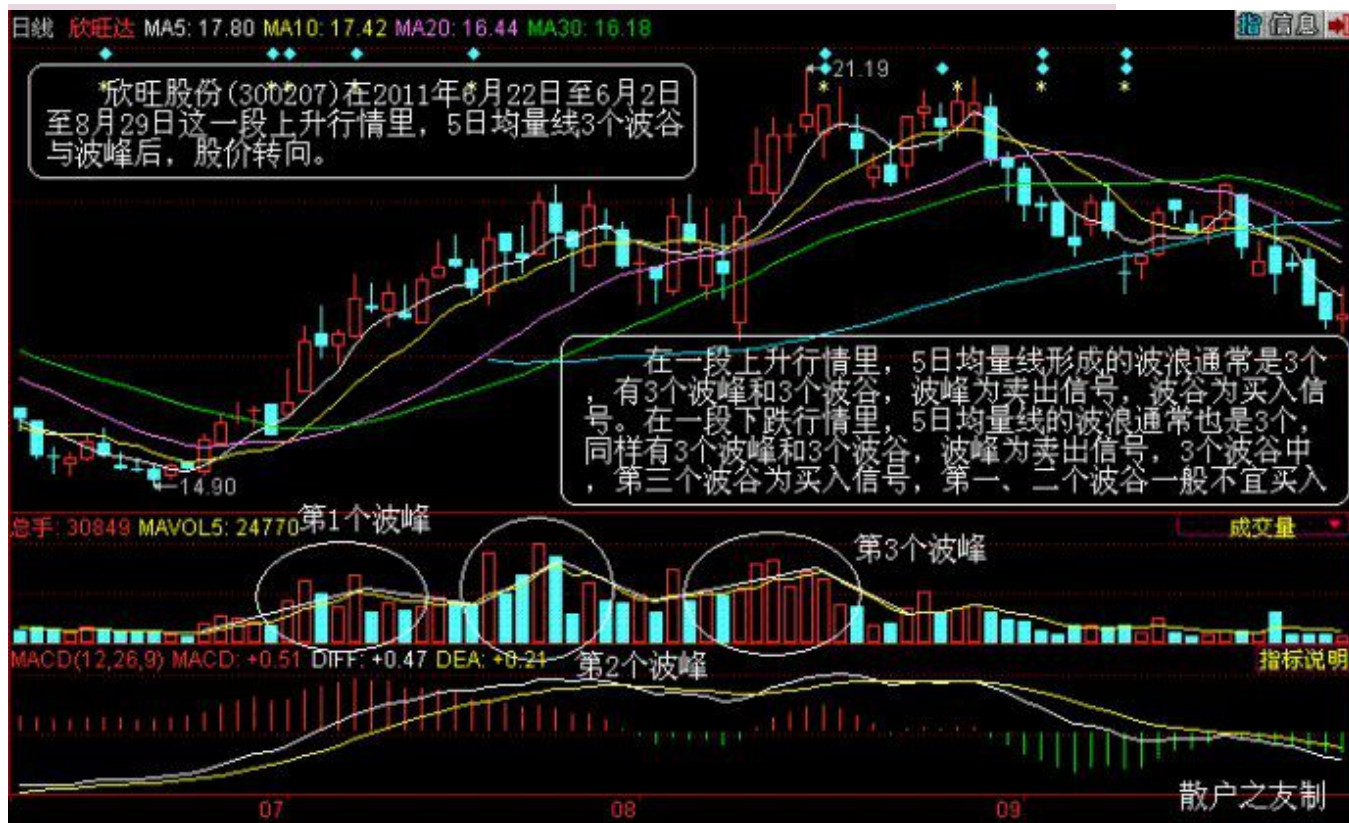 日线 欣旺达 MA5: 17.80 MA10: 17.42 MA20: 16.44 MA30: 16.18
指 信息
21.19
欣旺股份(300207)在2011年6月22日至6月2日
至8月29日这一段上升行情里，5日均量线3个波谷
与波峰后，股价转向。
在一段上升行情里，5日均量线形成的波浪通常是3个
，有3个波峰和3个波谷，波峰为卖出信号，波谷为买入信
号。在一段下跌行情里，5日均量线的波浪通常也是3个，
同样有3个波峰和3个波谷，波峰为卖出信号，3个波谷中
，第三个波谷为买入信号，第一、二个波谷一般不宜买入
14.90
总手: 30849 MAVOL5: 24770
第1个波峰
成交量
第3个波峰
MACD(12,26,9) MACD: +0.51 DIFF: +0.47 DEA: +0.21
第2个波峰
指标说明
散户之友制
07 08 09